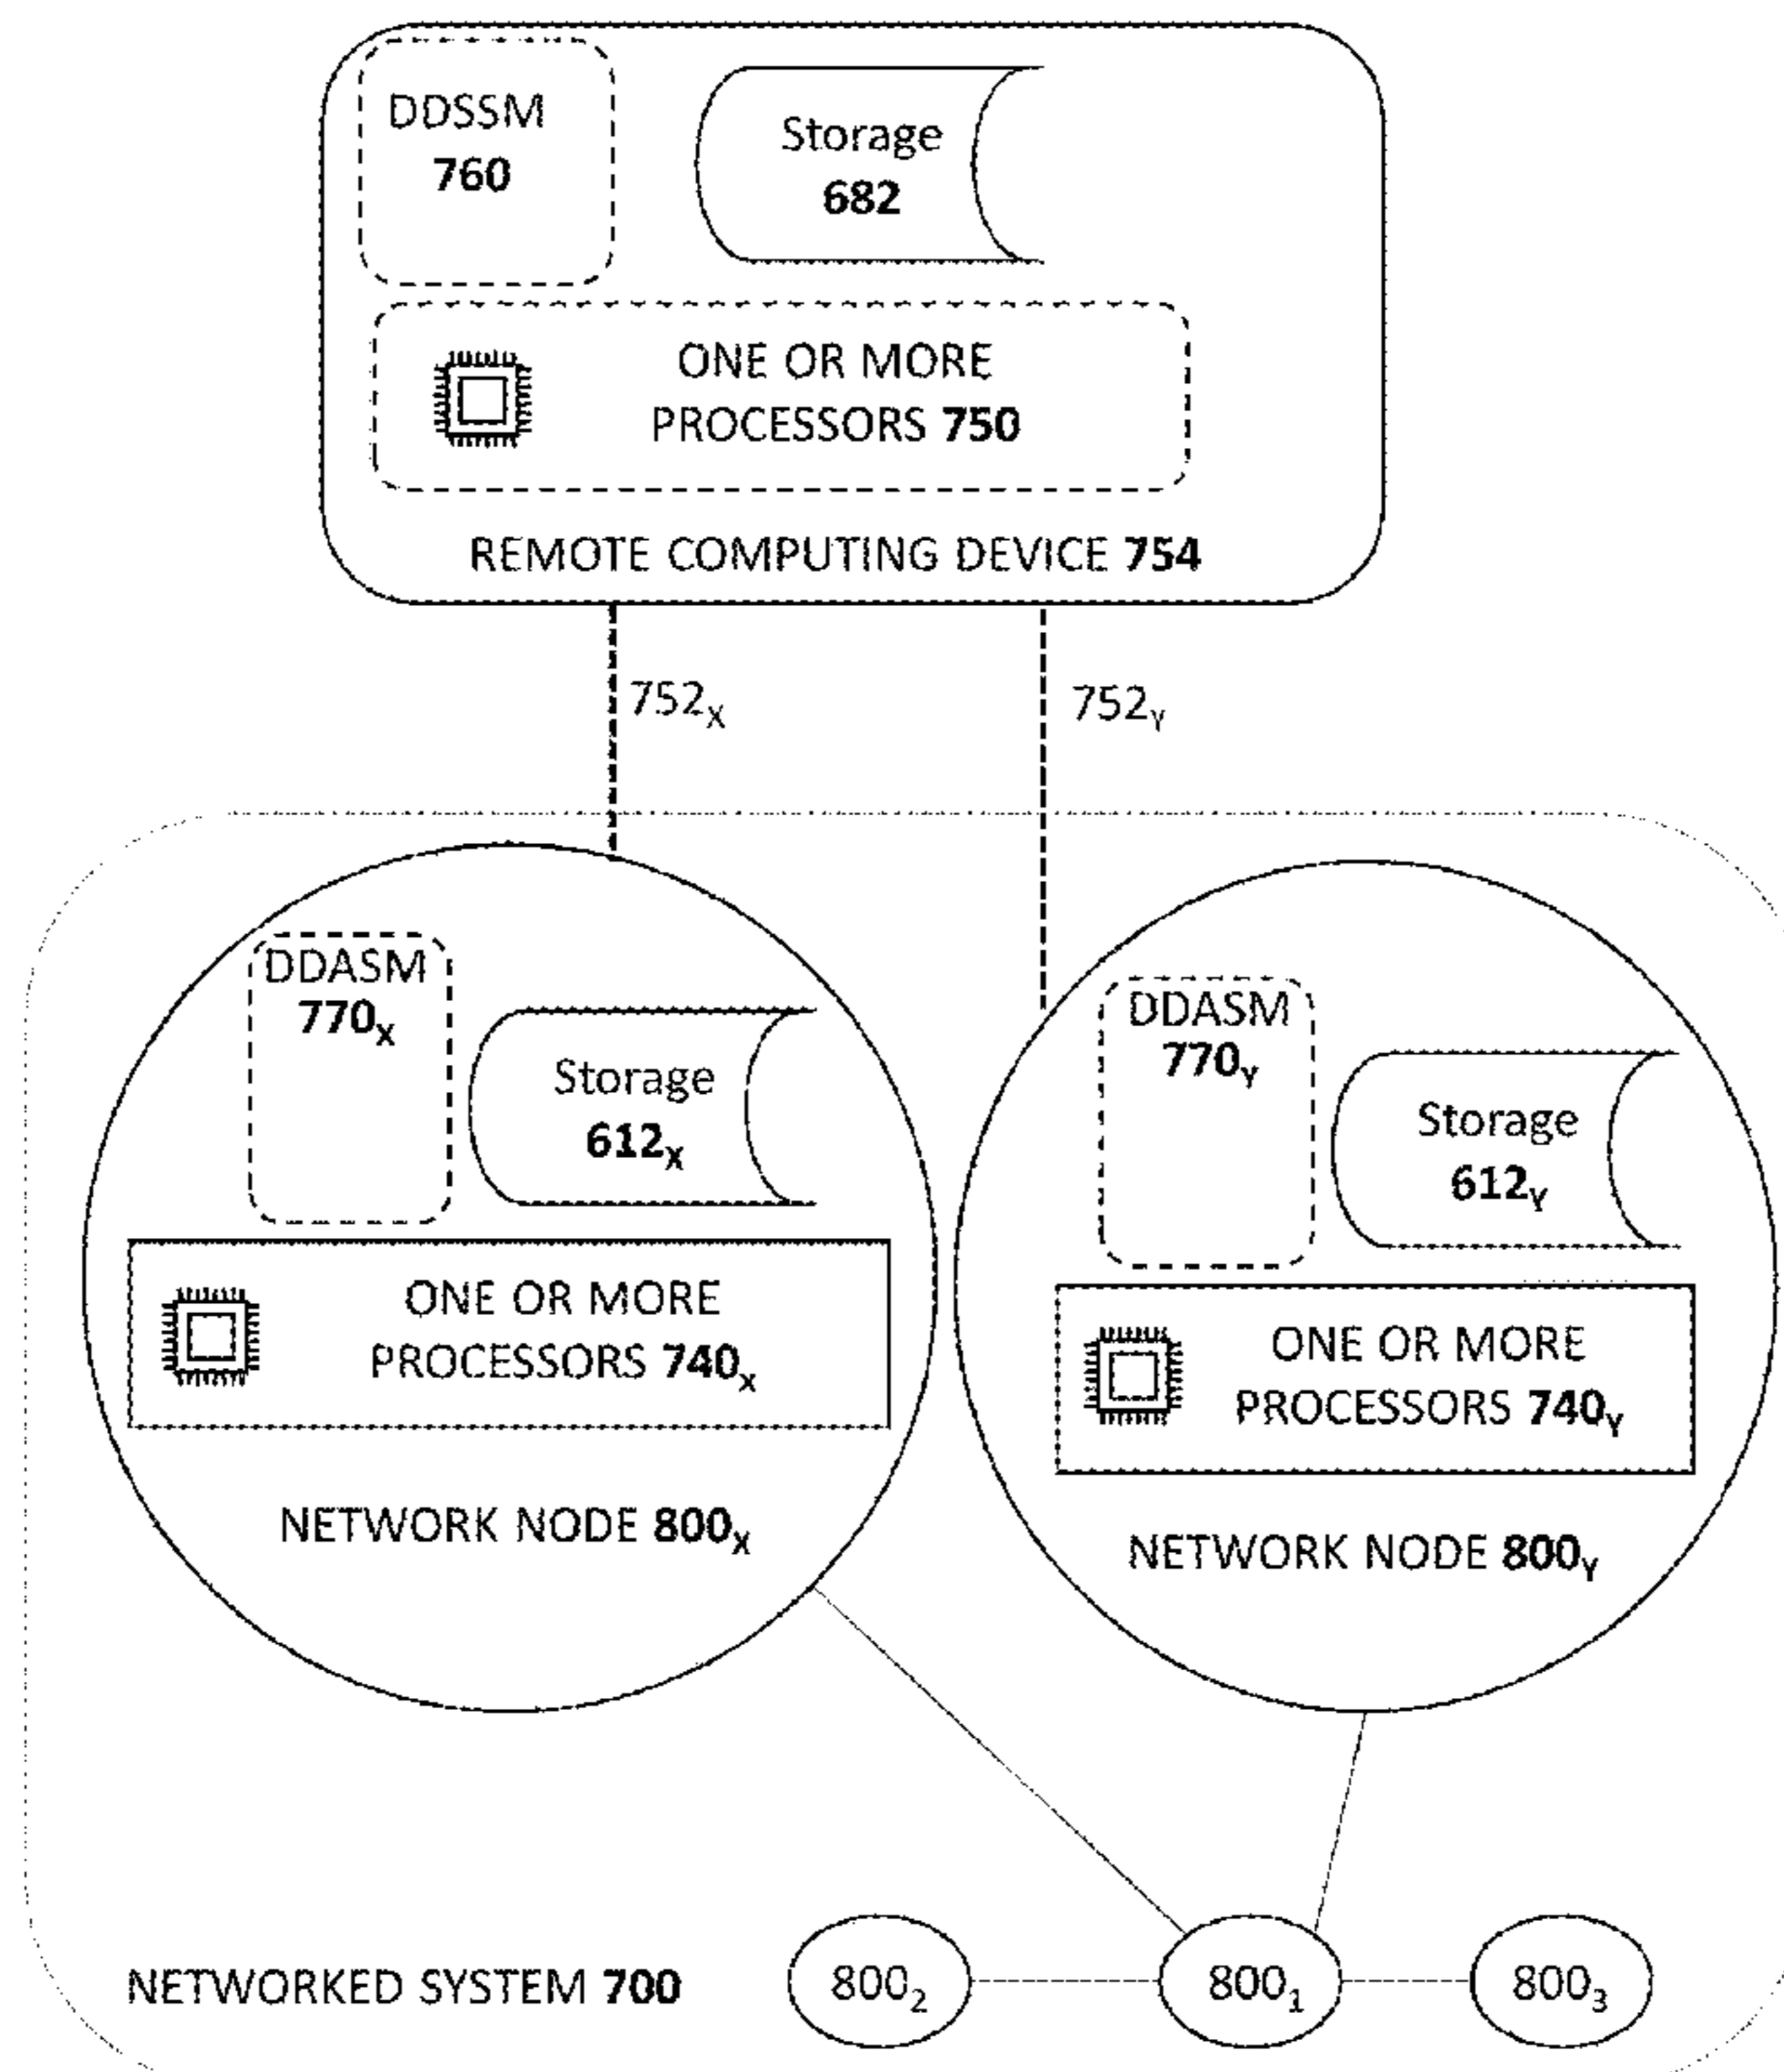 DDSSM
760
Storage
682
ONE OR MORE
PROCESSORS 750
REMOTE COMPUTING DEVICE 754
752X
752Y
DDASM
770X
Storage
612X
ONE OR MORE
PROCESSORS 740X
NETWORK NODE 800X
DDASM
770Y
Storage
612Y
ONE OR MORE
PROCESSORS 740Y
NETWORK NODE 800Y
NETWORKED SYSTEM 700
800₂
800₁
800₃